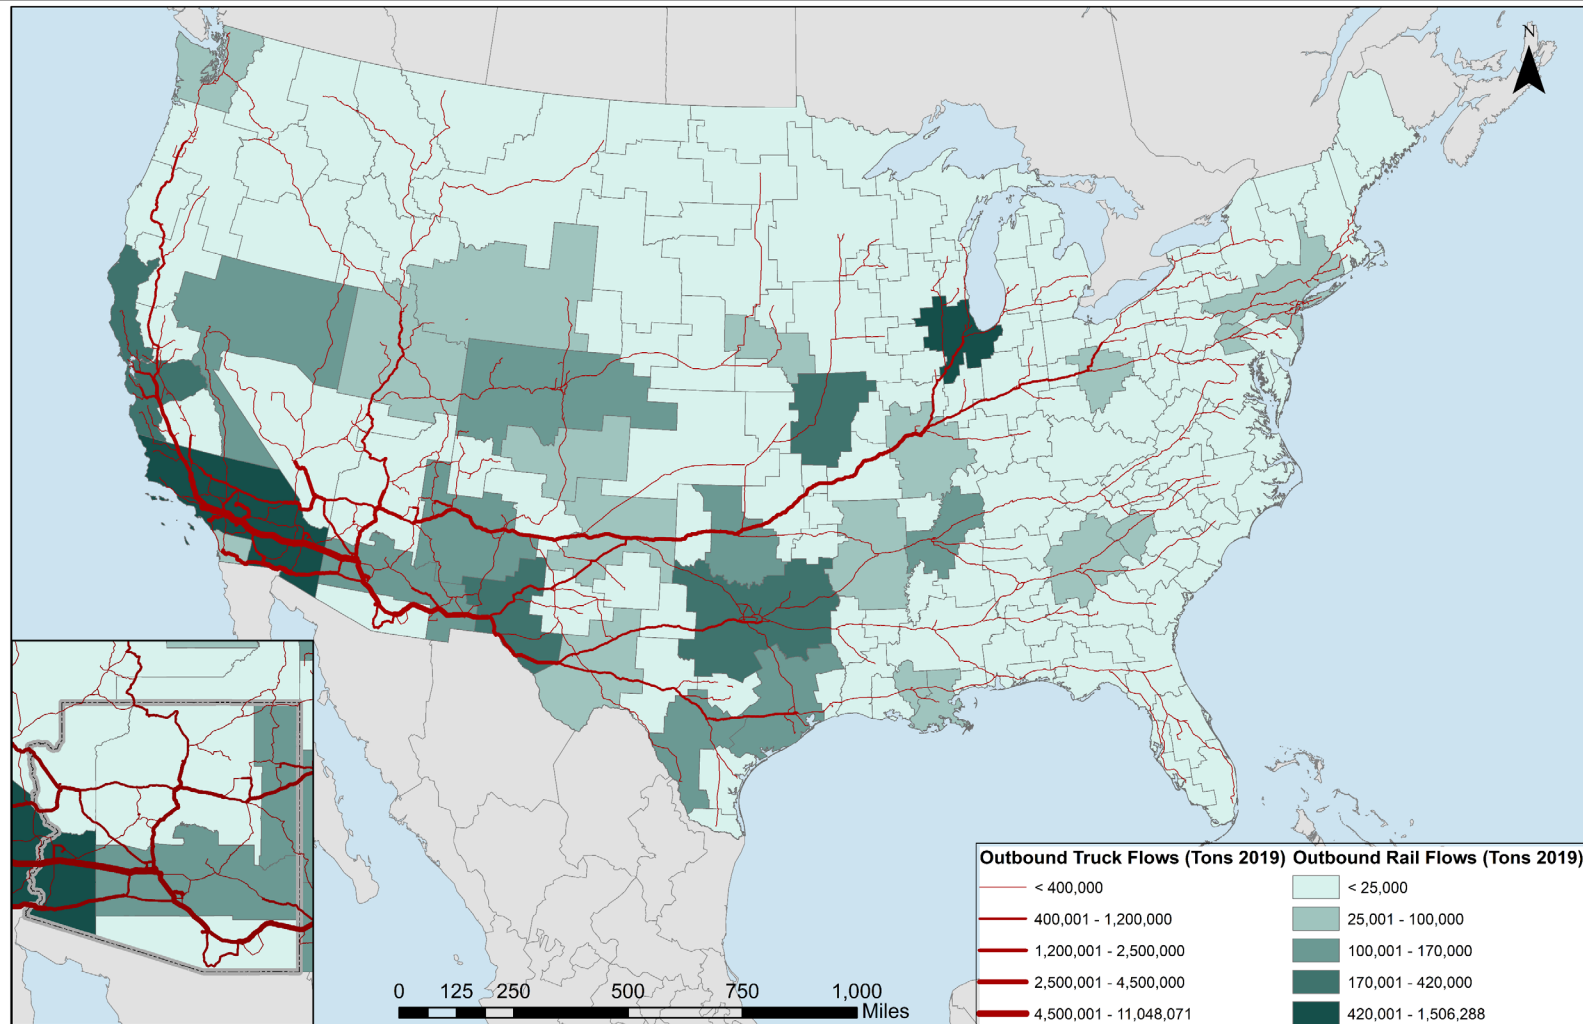 N
Outbound Truck Flows (Tons 2019) Outbound Rail Flows (Tons 2019)
< 400,000 < 25,000
400,001 - 1,200,000 25,001 - 100,000
1,200,001 - 2,500,000 100,001 - 170,000
2,500,001 - 4,500,000 170,001 - 420,000
4,500,001 - 11,048,071 420,001 - 1,506,288
0 125 250 500 750 1,000
Miles